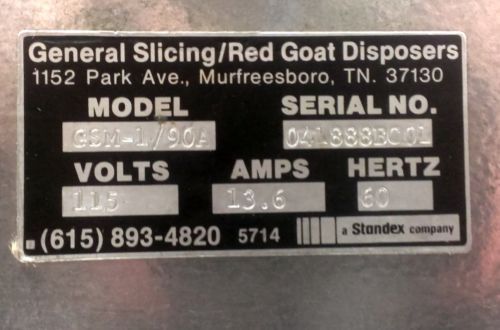 General Slicing/Red Goat Disposers
1152 Park Ave., Murfreesboro, TN. 37130
MODEL SERIAL NO.
GSM-1/90A 041888BC01
VOLTS AMPS HERTZ
115 13.6 60
(615) 893-4820 5714 a Standex company